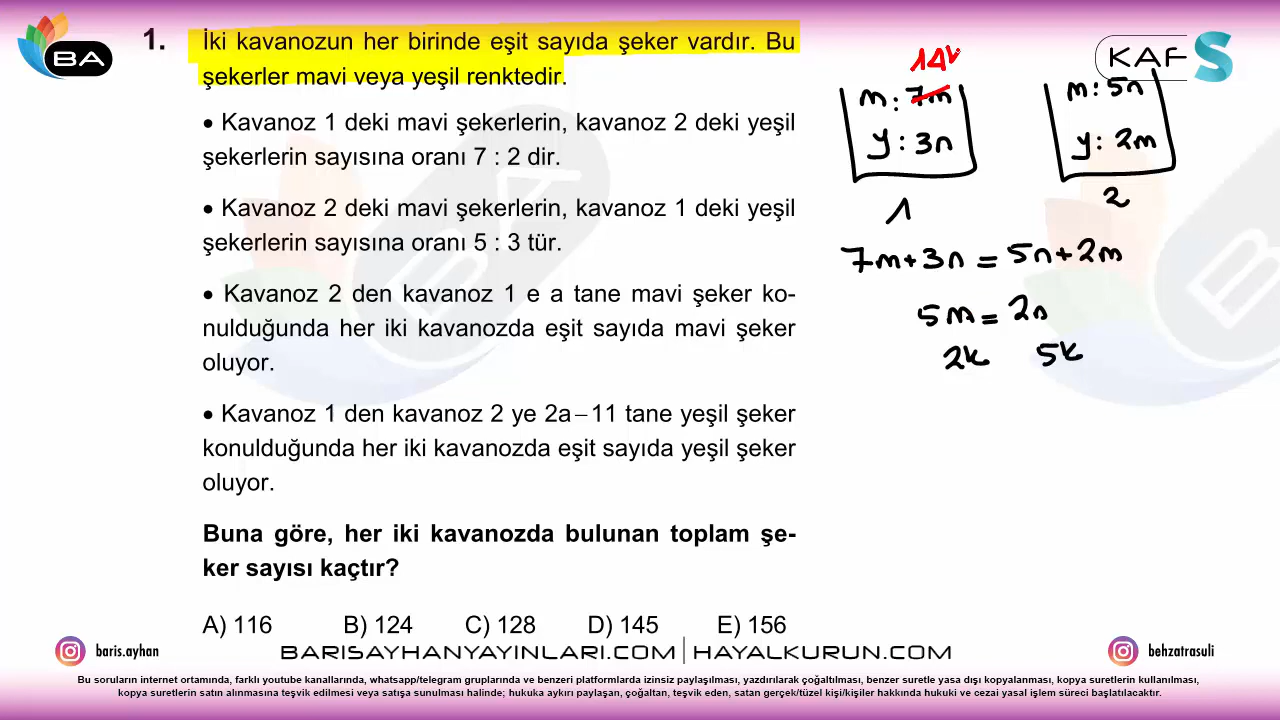 BA
KAF S
1. İki kavanozun her birinde eşit sayıda şeker vardır. Bu
şekerler mavi veya yeşil renktedir.
• Kavanoz 1 deki mavi şekerlerin, kavanoz 2 deki yeşil
şekerlerin sayısına oranı 7 : 2 dir.
• Kavanoz 2 deki mavi şekerlerin, kavanoz 1 deki yeşil
şekerlerin sayısına oranı 5 : 3 tür.
• Kavanoz 2 den kavanoz 1 e a tane mavi şeker ko-
nulduğunda her iki kavanozda eşit sayıda mavi şeker
oluyor.
• Kavanoz 1 den kavanoz 2 ye 2a–11 tane yeşil şeker
konulduğunda her iki kavanozda eşit sayıda yeşil şeker
oluyor.
Buna göre, her iki kavanozda bulunan toplam şe-
ker sayısı kaçtır?
A) 116 B) 124 C) 128 D) 145 E) 156
14k
m: 7m
y: 3n
1
m: 5n
y: 2m
2
7m+3n = 5n+2m
5m = 2n
2k 5k
baris.ayhan
BARISAYHANYAYINLARI.COM | HAYALKURUN.COM
behzatrasuli
Bu soruların internet ortamında, farklı youtube kanallarında, whatsapp/telegram gruplarında ve benzeri platformlarda izinsiz paylaşılması, yazdırılarak çoğaltılması, benzer suretle yasa dışı kopyalanması, kopya suretlerin kullanılması,
kopya suretlerin satın alınmasına teşvik edilmesi veya satışa sunulması halinde; hukuka aykırı paylaşan, çoğaltan, teşvik eden, satan gerçek/tüzel kişi/kişiler hakkında hukuki ve cezai yasal işlem süreci başlatılacaktır.